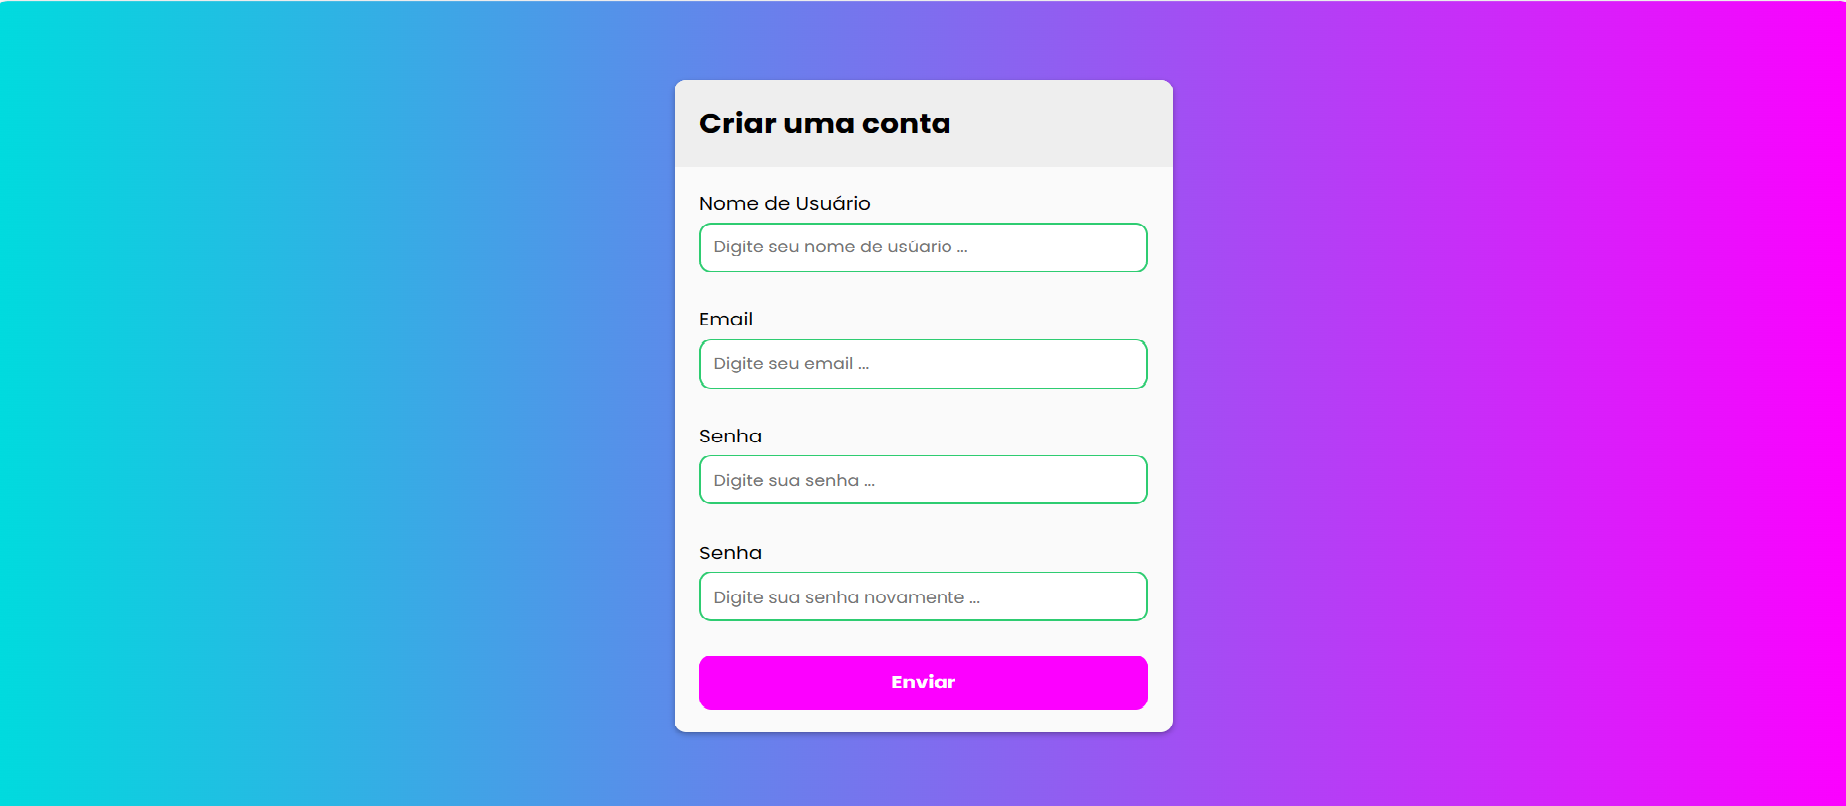 Criar uma conta
Nome de Usuário
Digite seu nome de usúario ...
Email
Digite seu email ...
Senha
Digite sua senha ...
Senha
Digite sua senha novamente ...
Enviar